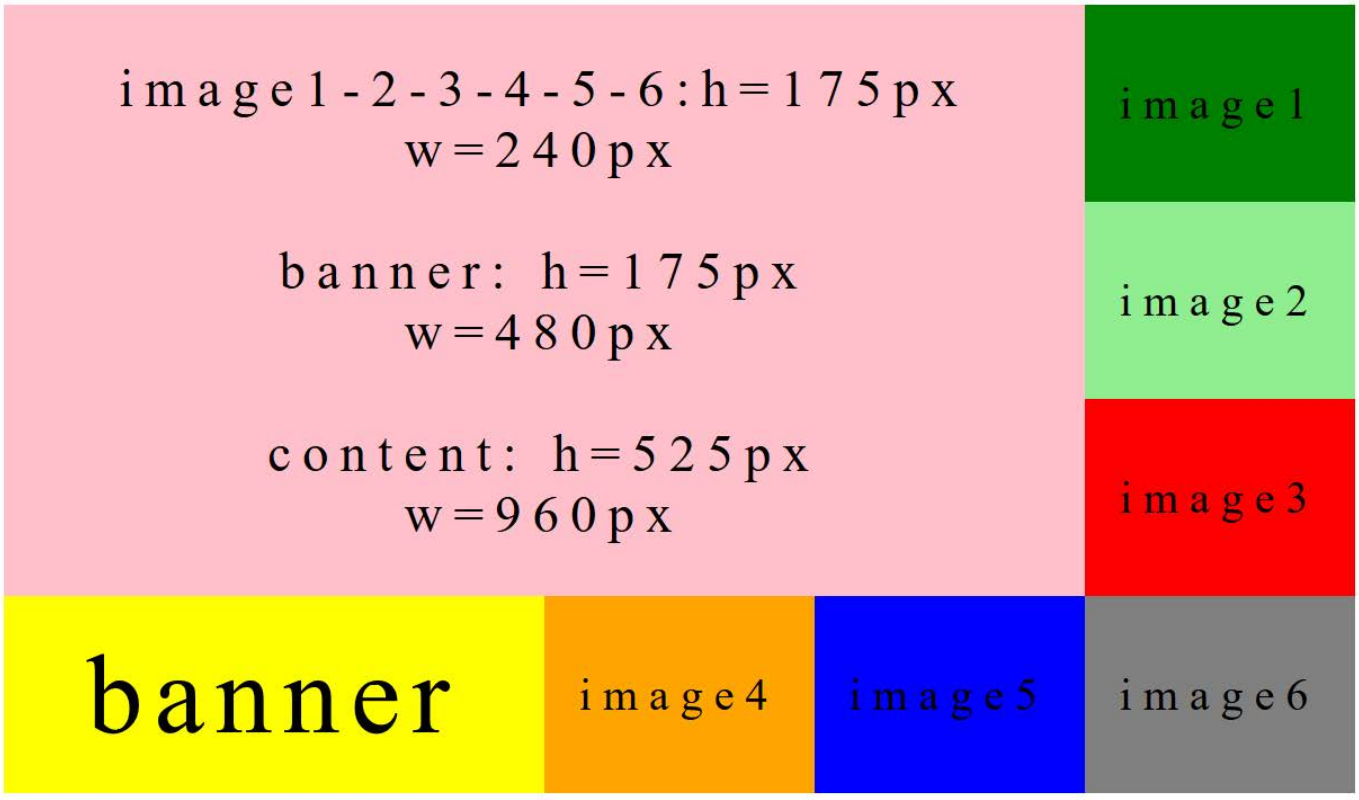 image1-2-3-4-5-6:h=175px
w=240px
banner: h=175px
w=480px
content: h=525px
w=960px
image1
image2
image3
banner
image4
image5
image6